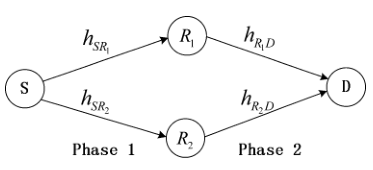 h_{SR_1} R_1 h_{R_1D}
S D
h_{SR_2} h_{R_2D}
Phase 1 R_2 Phase 2